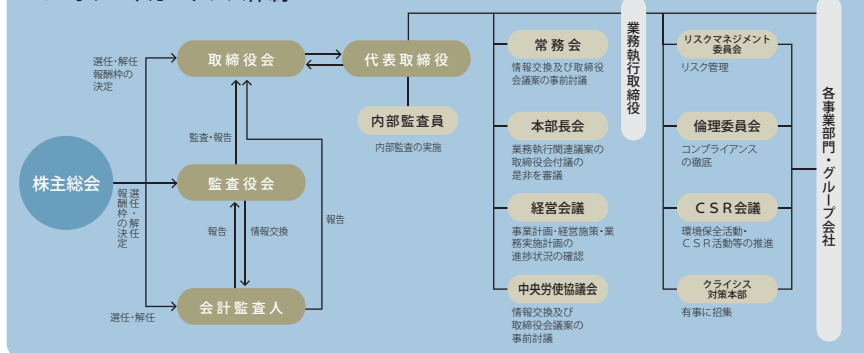 選任・解任
報酬枠の
決定
取締役会
代表取締役
内部監査員
内部監査の実施
監査・報告
株主総会
選任・解任
報酬枠の決定
監査役会
報告
情報交換
報告
選任・解任
会計監査人
常務会
情報交換及び取締役
会議案の事前討議
本部長会
業務執行関連議案の
取締役会付議の
是非を審議
経営会議
事業計画・経営施策・業
務実施計画の
進捗状況の確認
中央労使協議会
情報交換及び
取締役会議案の
事前討議
業務執行取締役
リスクマネジメント
委員会
リスク管理
倫理委員会
コンプライアンス
の徹底
CSR会議
環境保全活動・
CSR活動等の推進
クライシス
対策本部
有事に招集
各事業部門・グループ会社